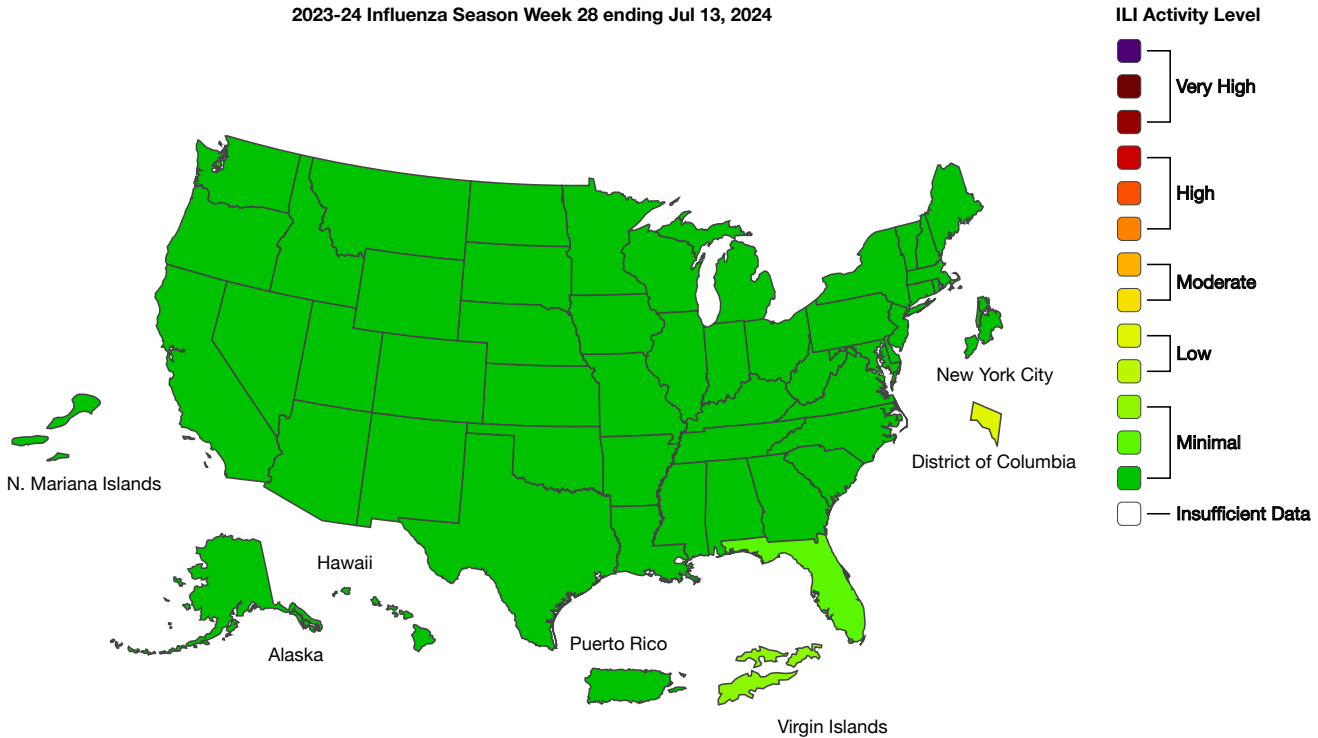 2023-24 Influenza Season Week 28 ending Jul 13, 2024
ILI Activity Level
Very High
High
Moderate
Low
Minimal
Insufficient Data
New York City
District of Columbia
N. Mariana Islands
Hawaii
Alaska
Puerto Rico
Virgin Islands